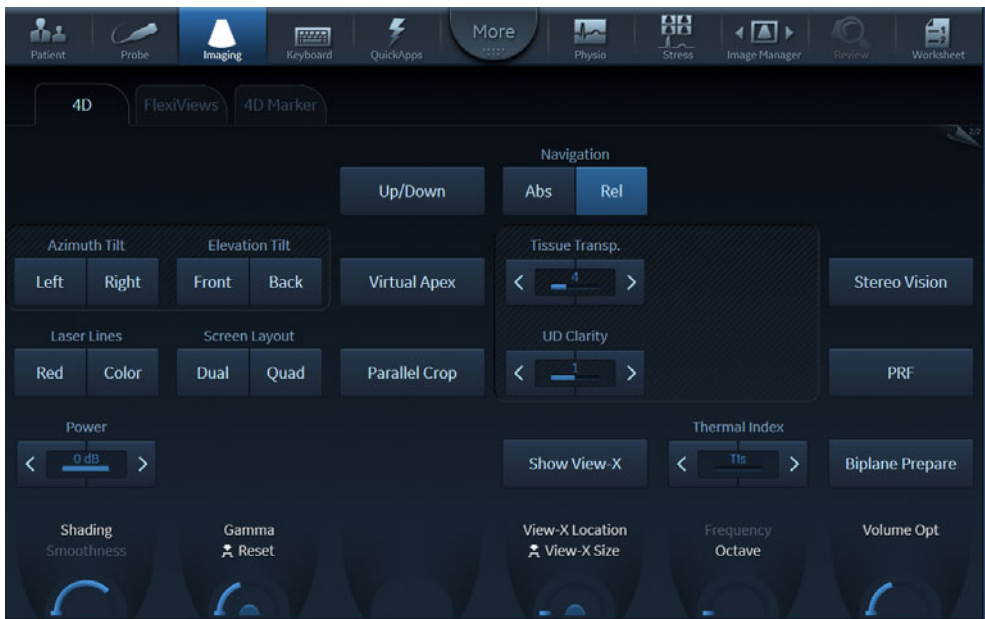 Patient Probe Imaging Keyboard QuickApps More Physio Stress Image Manager Review Worksheet
4D FlexiViews 4D Marker
2/2
Navigation
Up/Down Abs Rel
Azimuth Tilt Elevation Tilt Tissue Transp.
Left Right Front Back Virtual Apex 4 Stereo Vision
Laser Lines Screen Layout UD Clarity
Red Color Dual Quad Parallel Crop 1 PRF
Power Thermal Index
0 dB Show View-X TIs Biplane Prepare
Shading Gamma View-X Location Frequency Volume Opt
Smoothness Reset View-X Size Octave